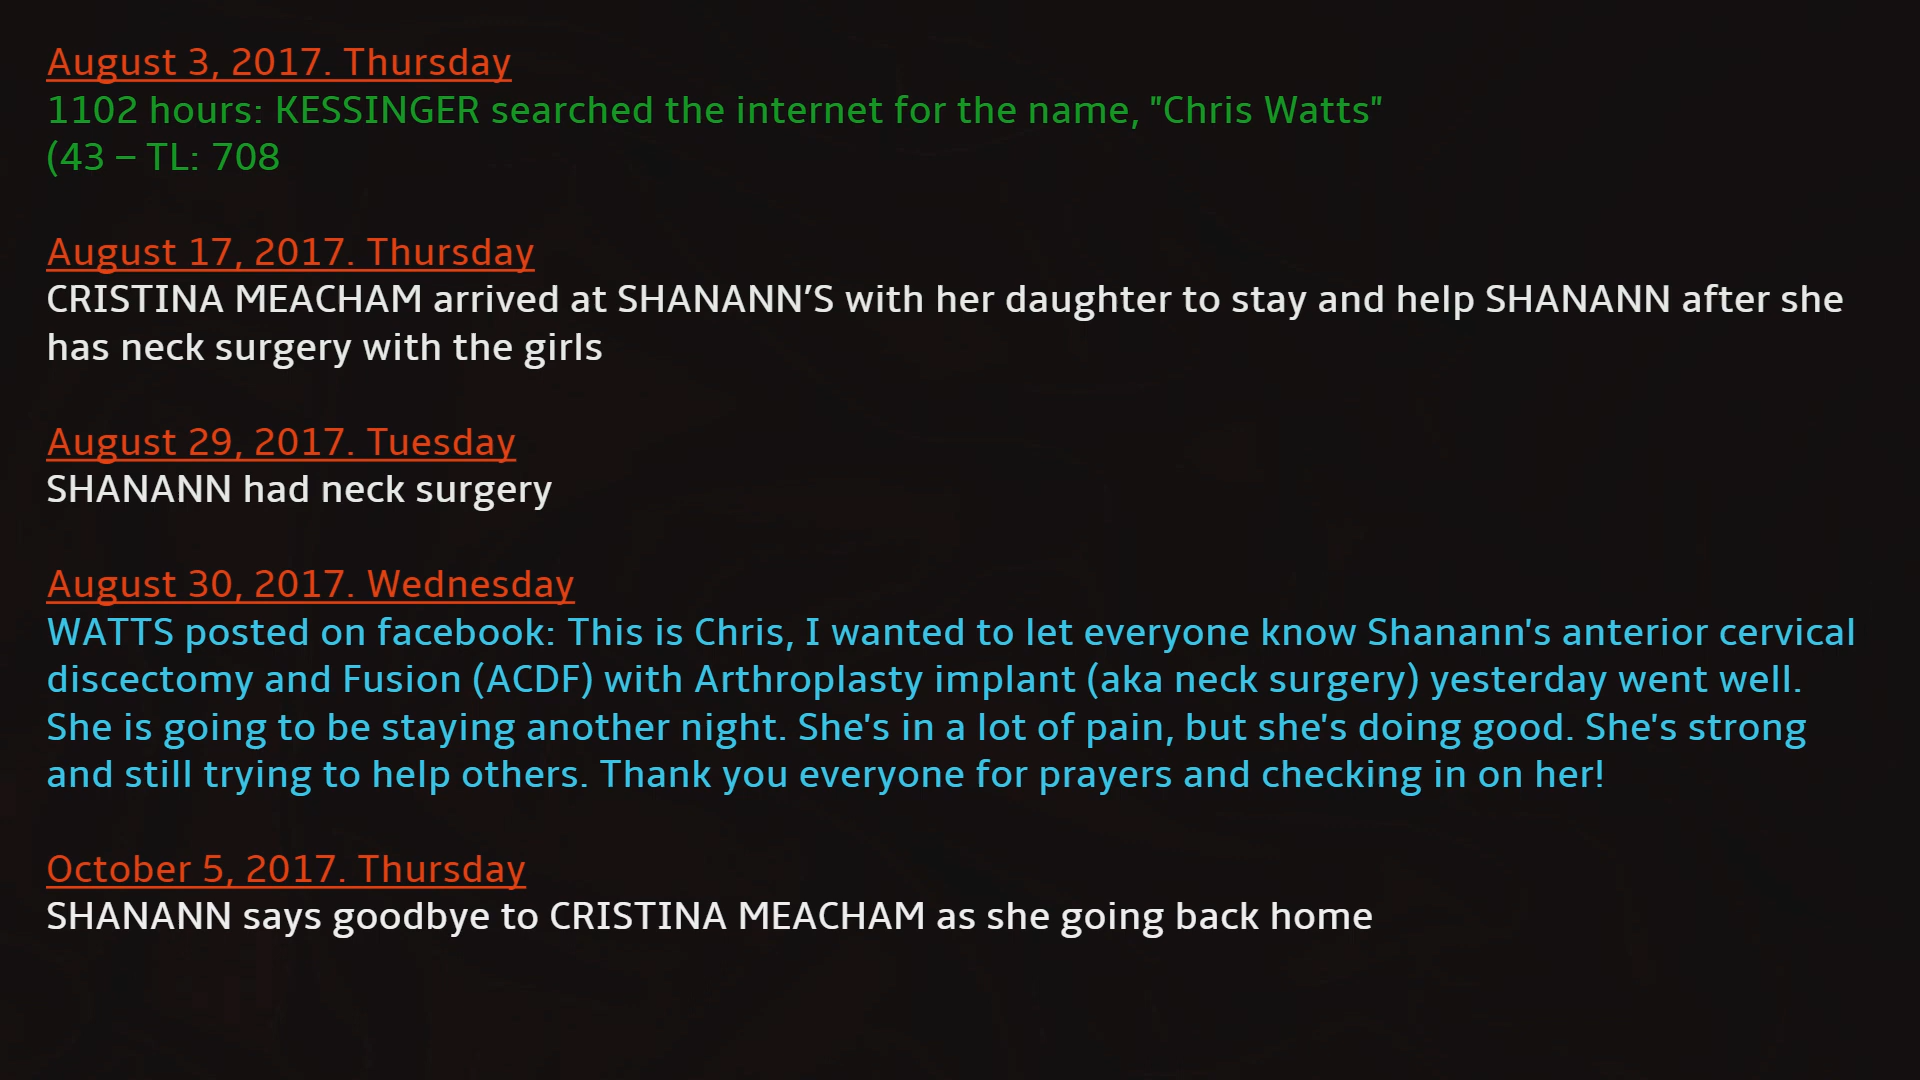 August 3, 2017. Thursday
1102 hours: KESSINGER searched the internet for the name, "Chris Watts"
(43 – TL: 708
August 17, 2017. Thursday
CRISTINA MEACHAM arrived at SHANANN’S with her daughter to stay and help SHANANN after she
has neck surgery with the girls
August 29, 2017. Tuesday
SHANANN had neck surgery
August 30, 2017. Wednesday
WATTS posted on facebook: This is Chris, I wanted to let everyone know Shanann's anterior cervical
discectomy and Fusion (ACDF) with Arthroplasty implant (aka neck surgery) yesterday went well.
She is going to be staying another night. She's in a lot of pain, but she's doing good. She's strong
and still trying to help others. Thank you everyone for prayers and checking in on her!
October 5, 2017. Thursday
SHANANN says goodbye to CRISTINA MEACHAM as she going back home